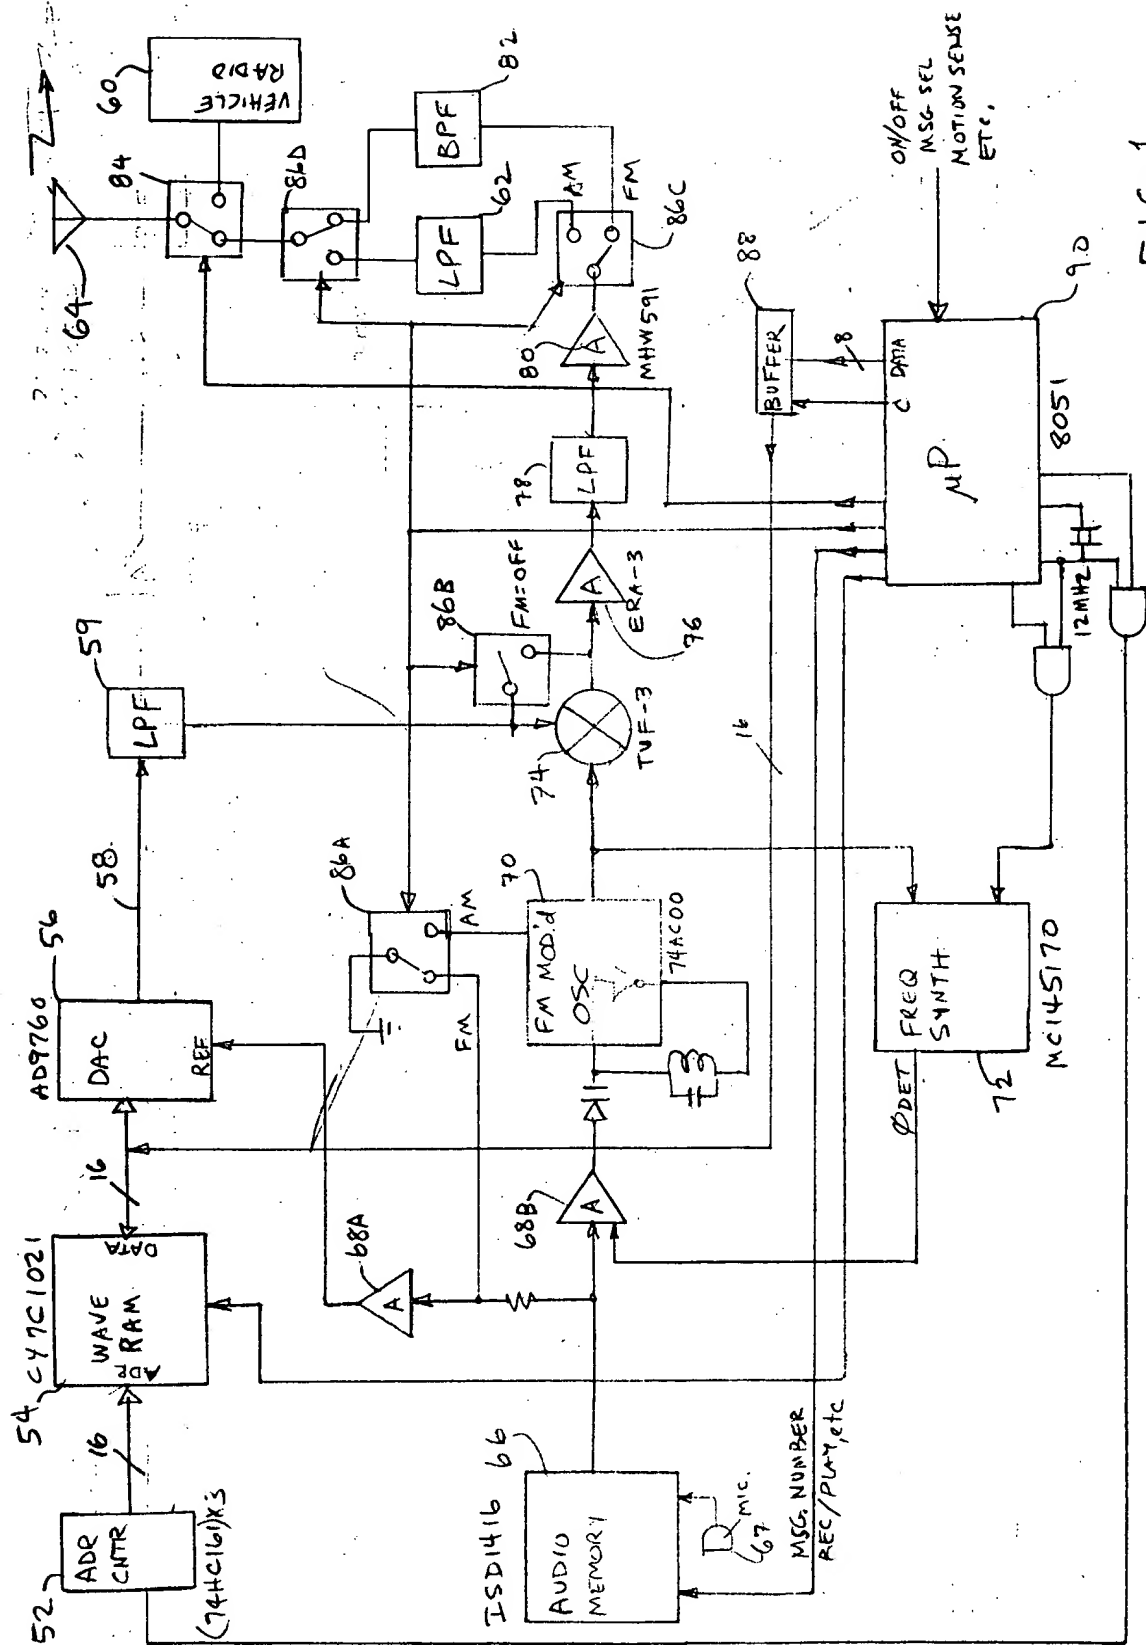 52
ADR
CNTR
(74HC161)X3
16
54
CY7C1021
WAVE
RAM
ADR
DATA
16
AD9760
56
DAC
REF
58
59
LPF
64
84
60
VEHICLE
RADIO
86D
82
BPF
LPF
62
AM
FM
86C
80
A
MHW591
78
LPF
86B
FM=OFF
A
ERA-3
76
74
TUF-3
86A
AM
FM
70
FM MOD'd
OSC
74AC00
68A
A
68B
A
ISD1416
66
AUDIO
MEMORY
MIC.
67
MSG. NUMBER
REC/PLAY, etc
ØDET
FREQ
SYNTH
72
MC145170
16
88
BUFFER
8
C
DATA
µP
8051
90
12MHZ
ON/OFF
MSG SEL
MOTION SENSE
ETC,
FIG 1